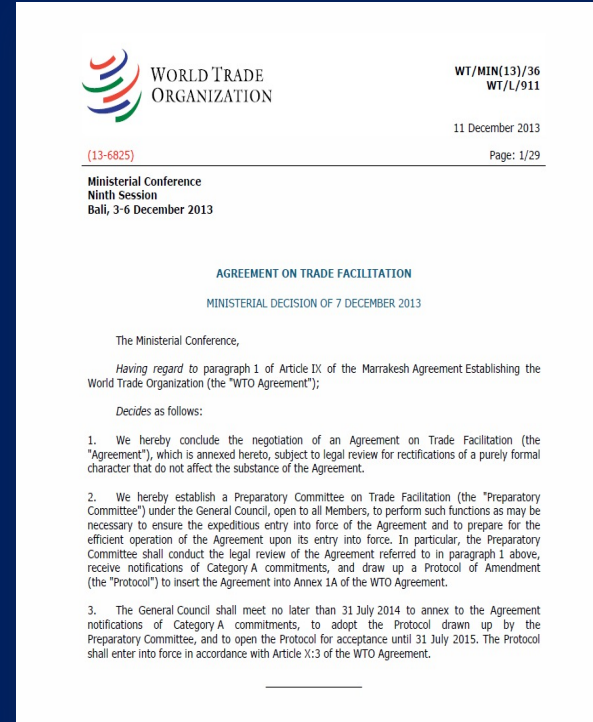 WORLD TRADE
ORGANIZATION
WT/MIN(13)/36
WT/L/911
11 December 2013
(13-6825)
Page: 1/29
Ministerial Conference
Ninth Session
Bali, 3-6 December 2013
AGREEMENT ON TRADE FACILITATION
MINISTERIAL DECISION OF 7 DECEMBER 2013
The Ministerial Conference,
Having regard to paragraph 1 of Article IX of the Marrakesh Agreement Establishing the
World Trade Organization (the "WTO Agreement");
Decides as follows:
1. We hereby conclude the negotiation of an Agreement on Trade Facilitation (the
"Agreement"), which is annexed hereto, subject to legal review for rectifications of a purely formal
character that do not affect the substance of the Agreement.
2. We hereby establish a Preparatory Committee on Trade Facilitation (the "Preparatory
Committee") under the General Council, open to all Members, to perform such functions as may be
necessary to ensure the expeditious entry into force of the Agreement and to prepare for the
efficient operation of the Agreement upon its entry into force. In particular, the Preparatory
Committee shall conduct the legal review of the Agreement referred to in paragraph 1 above,
receive notifications of Category A commitments, and draw up a Protocol of Amendment
(the "Protocol") to insert the Agreement into Annex 1A of the WTO Agreement.
3. The General Council shall meet no later than 31 July 2014 to annex to the Agreement
notifications of Category A commitments, to adopt the Protocol drawn up by the
Preparatory Committee, and to open the Protocol for acceptance until 31 July 2015. The Protocol
shall enter into force in accordance with Article X:3 of the WTO Agreement.